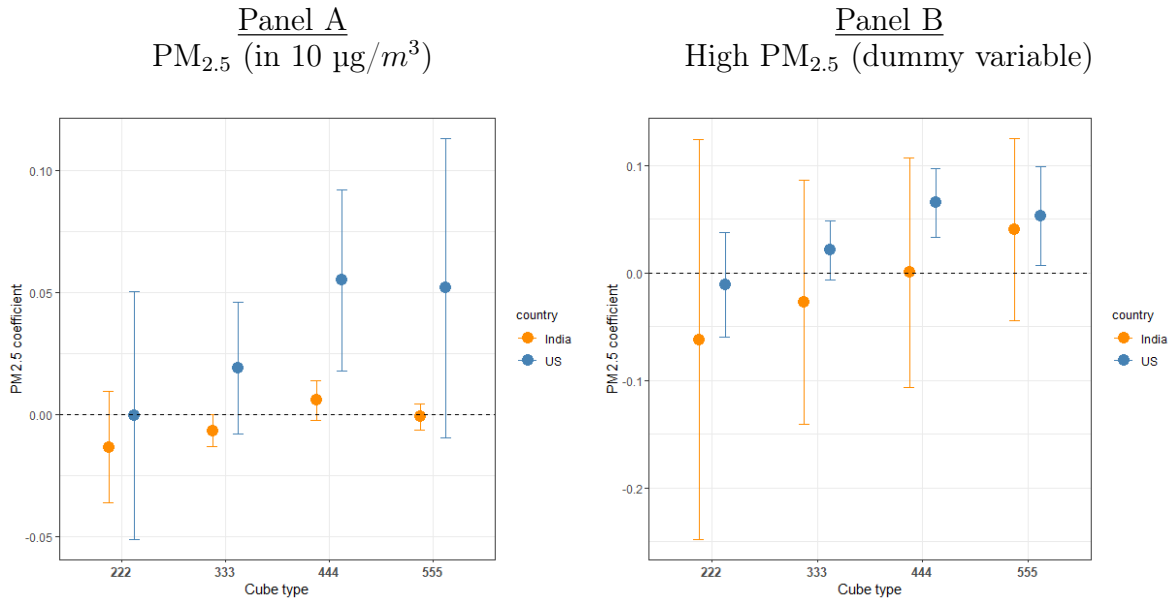 Panel A
PM₂.₅ (in 10 µg/m³)
PM2.5 coefficient
0.10
0.05
0.00
-0.05
222 333 444 555
Cube type
country
India
US
Panel B
High PM₂.₅ (dummy variable)
PM2.5 coefficient
0.1
0.0
-0.1
-0.2
222 333 444 555
Cube type
country
India
US